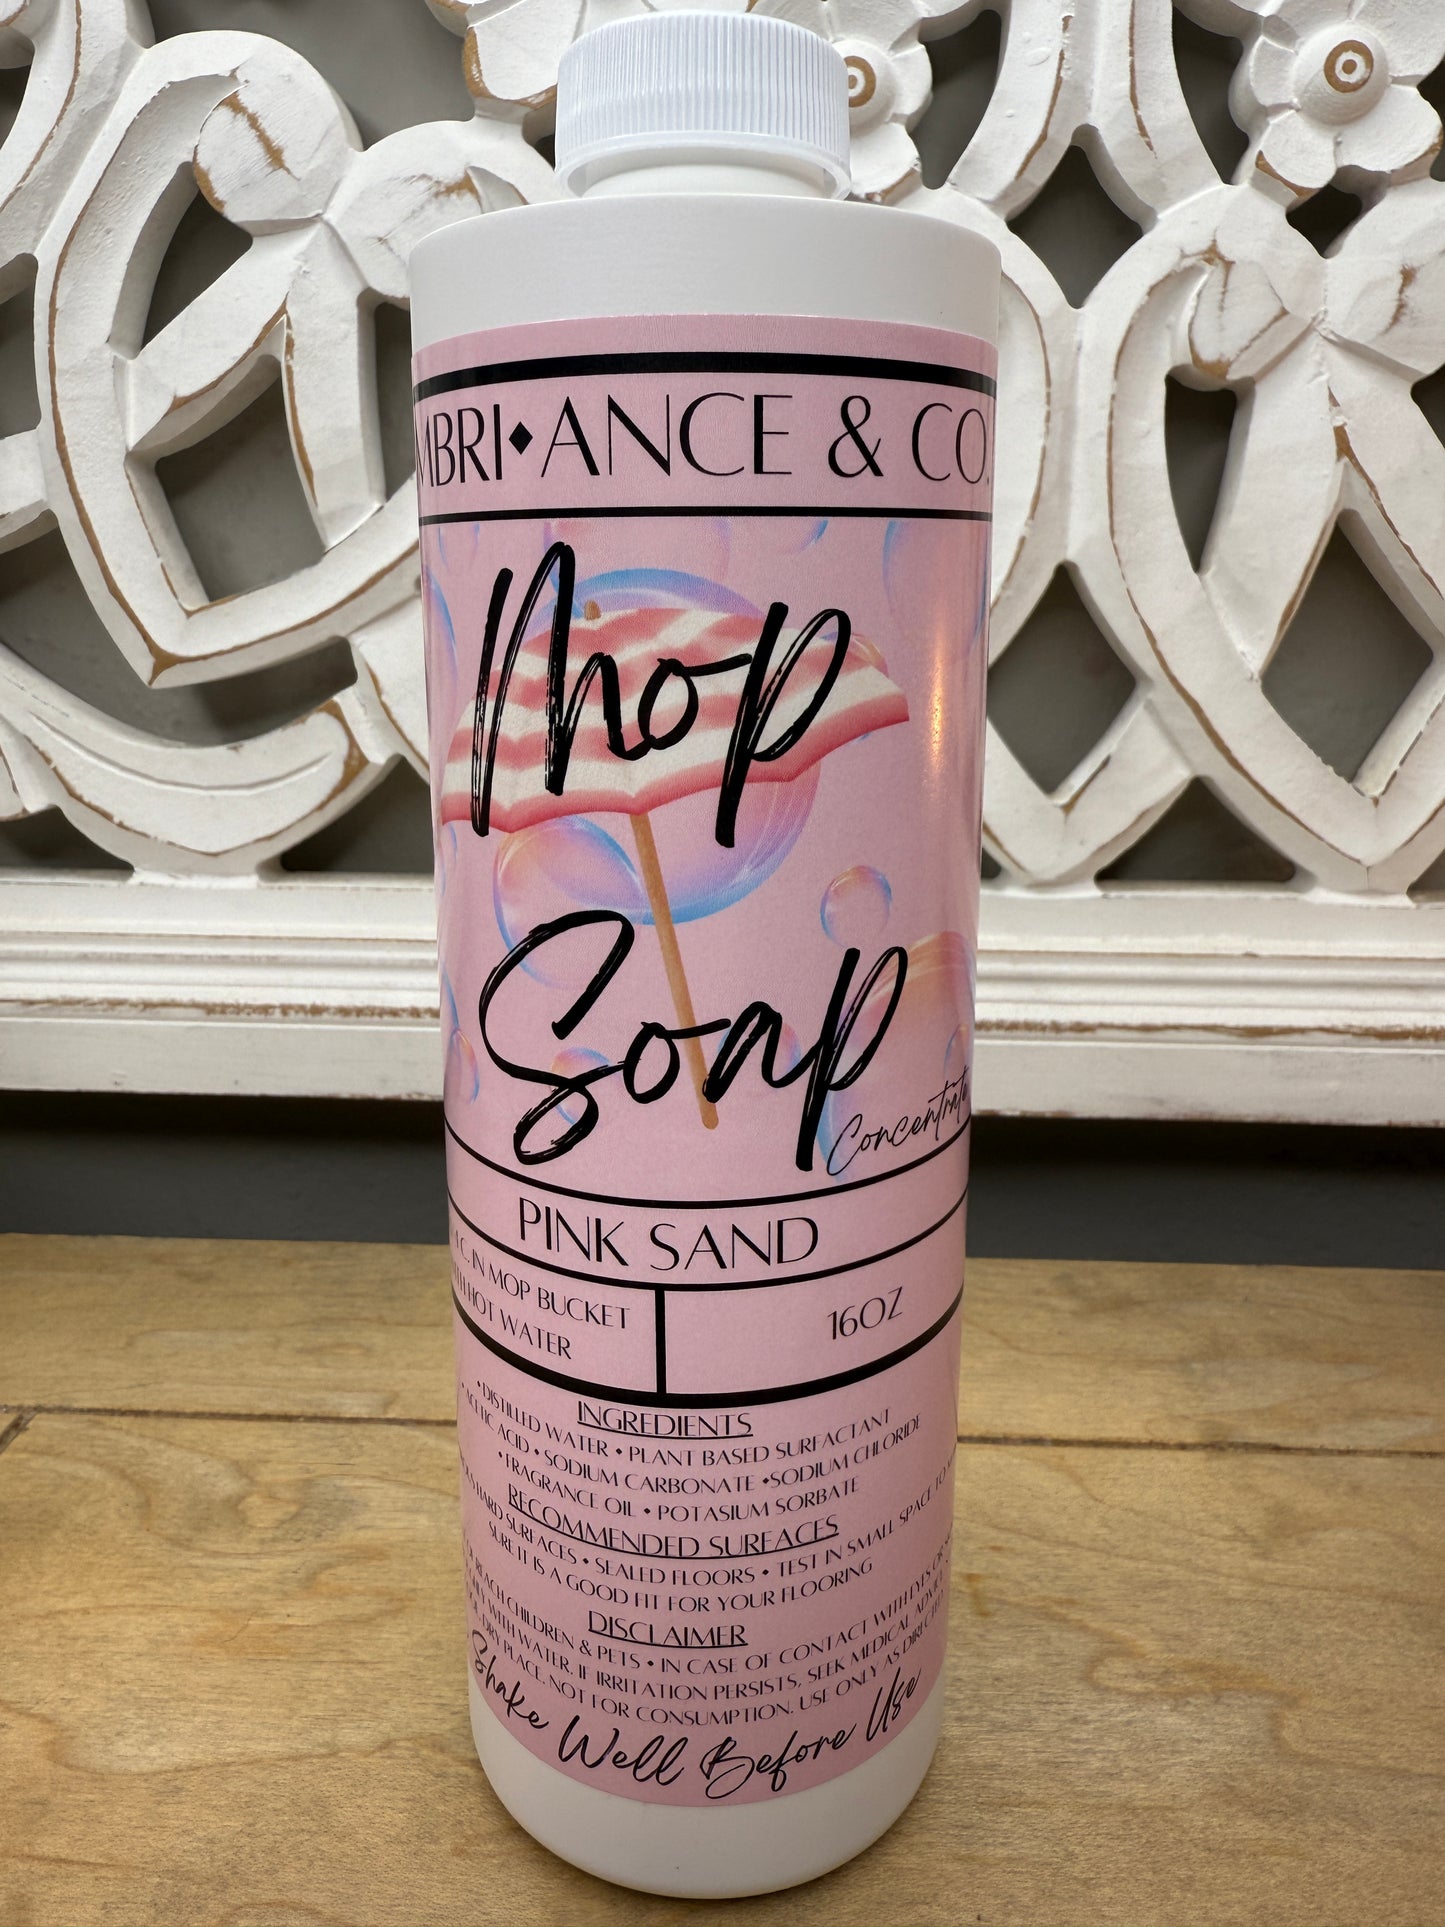 MBRI♦ANCE & CO.
Mop
Soap
Concentrate
PINK SAND
C. IN MOP BUCKET
HOT WATER
16OZ
INGREDIENTS
•DISTILLED WATER • PLANT BASED SURFACTANT
•ACETIC ACID • SODIUM CARBONATE •SODIUM CHLORIDE
•FRAGRANCE OIL • POTASIUM SORBATE
RECOMMENDED SURFACES
HARD SURFACES • SEALED FLOORS • TEST IN SMALL SPACE TO
SURE IT IS A GOOD FIT FOR YOUR FLOORING
DISCLAIMER
REACH CHILDREN & PETS • IN CASE OF CONTACT WITH EYES OR
WITH WATER. IF IRRITATION PERSISTS, SEEK MEDICAL ADVICE
DRY PLACE. NOT FOR CONSUMPTION. USE ONLY AS DIRECTED
Shake Well Before Use